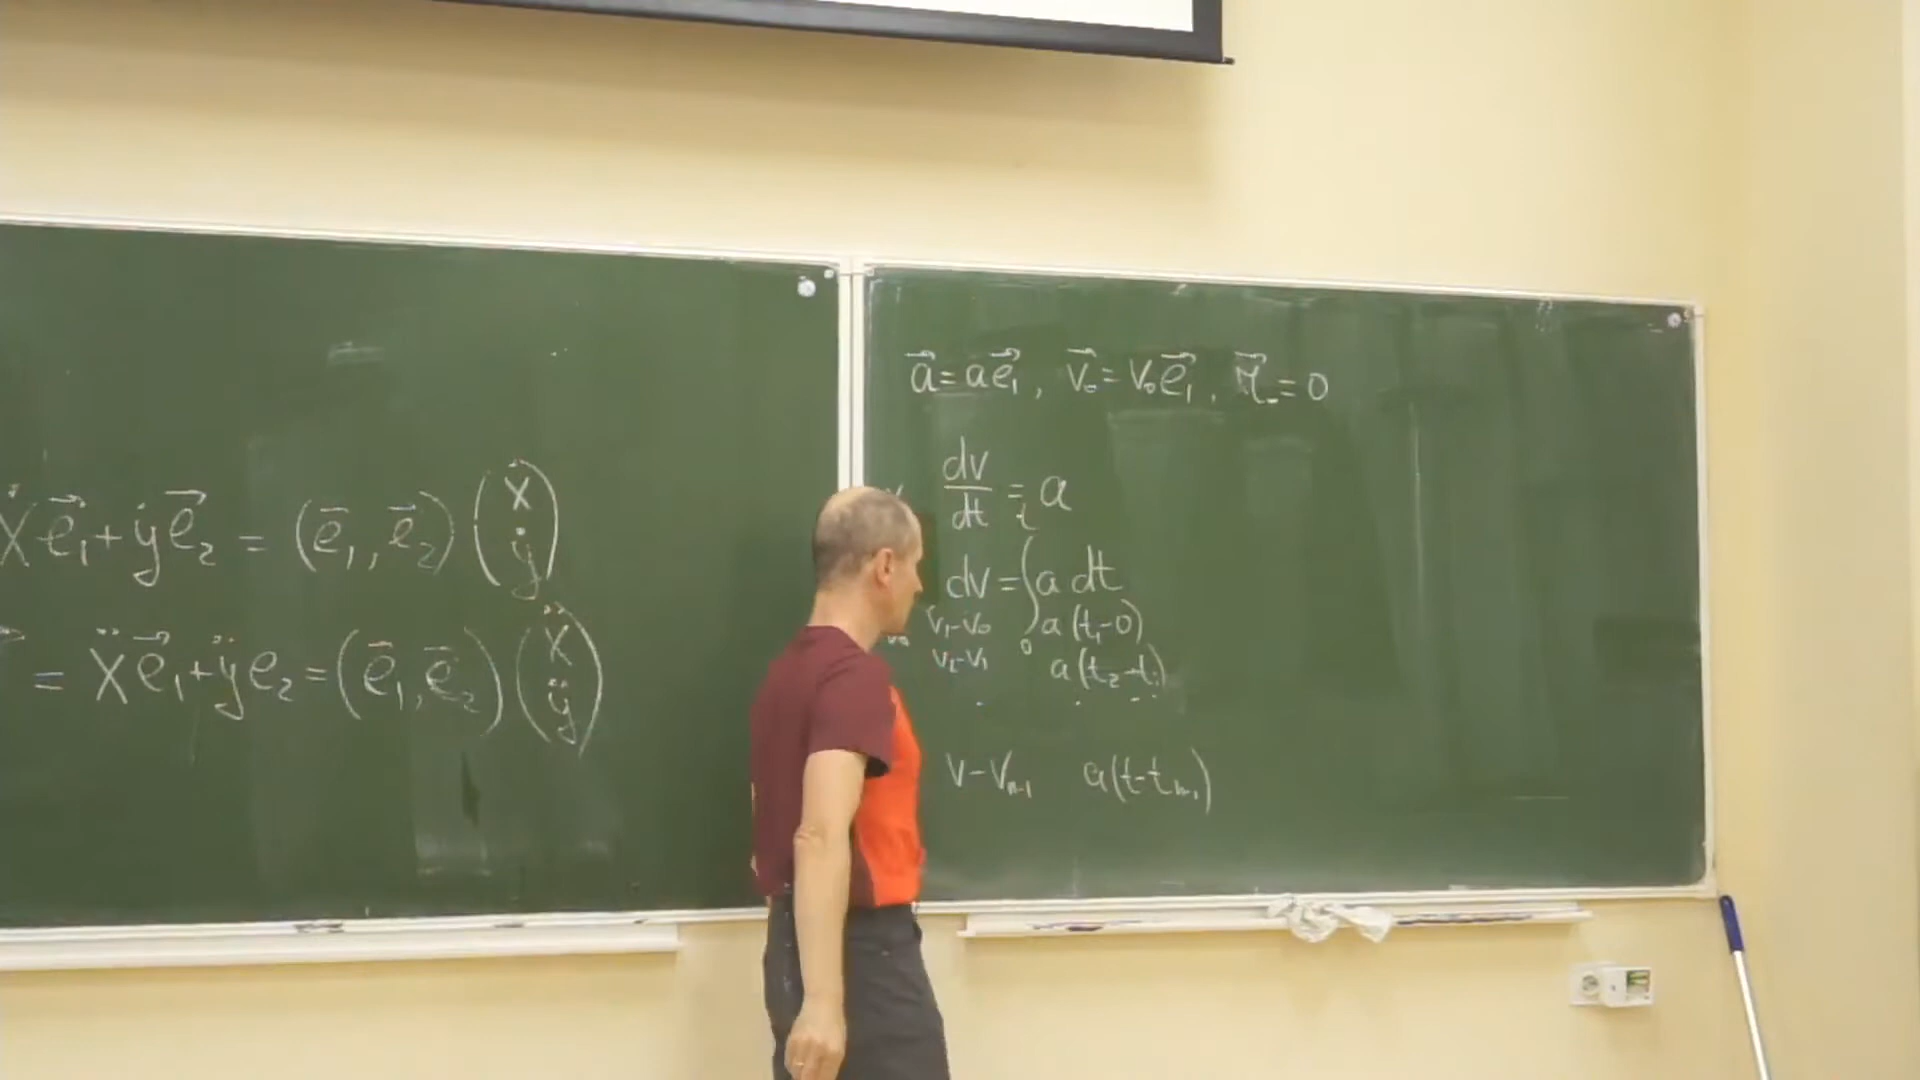 ẋe⃗₁+ẏe⃗₂ = (e⃗₁, e⃗₂)(ẋ ẏ)
= ẍe⃗₁+ÿe₂=(e⃗₁, e⃗₂)(ẍ ÿ)
a⃗=ae⃗₁, v⃗₀=v₀e⃗₁, r⃗₀=0
dv/dt = a
dv = ∫₀ᵗ a dt
v₁-v₀ a(t₁-0)
v₂-v₁ a(t₂-t₁)
. . ..
v-vₙ₋₁ a(t-tₙ₋₁)